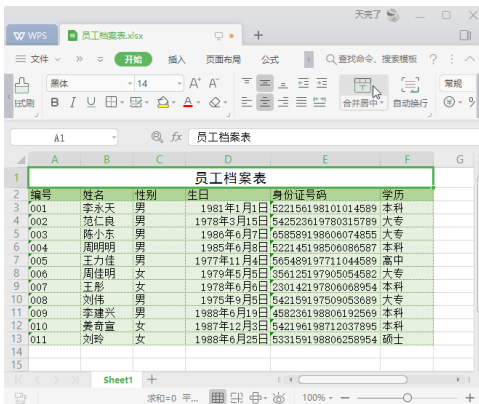 天亮了
WPS 员工档案表.xlsx
文件 开始 插入 页面布局 公式 查找命令、搜索模板
黑体 14 常规
B I U 合并居中 自动换行
A1 fx 员工档案表
A B C D E F G
1 员工档案表
2 编号 姓名 性别 生日 身份证号码 学历
3 001 李永天 男 1981年1月1日 522156198101014589 本科
4 002 范仁良 男 1978年3月15日 542523619780315789 大专
5 003 陈小东 男 1986年6月7日 658589198606074855 大专
6 004 周明明 男 1985年6月8日 522145198506086587 本科
7 005 王力佳 男 1977年11月4日 565489197711044589 高中
8 006 周佳明 女 1979年5月5日 356125197905054582 大专
9 007 王彤 女 1978年6月6日 230142197806068954 本科
10 008 刘伟 男 1975年9月5日 542159197509053689 大专
11 009 李建兴 男 1988年6月19日 458236198806192569 本科
12 010 姜奇宣 女 1987年12月3日 542196198712037895 本科
13 011 刘玲 女 1988年6月25日 533159198806258954 硕士
14
15
Sheet1
求和=0 平... 100%